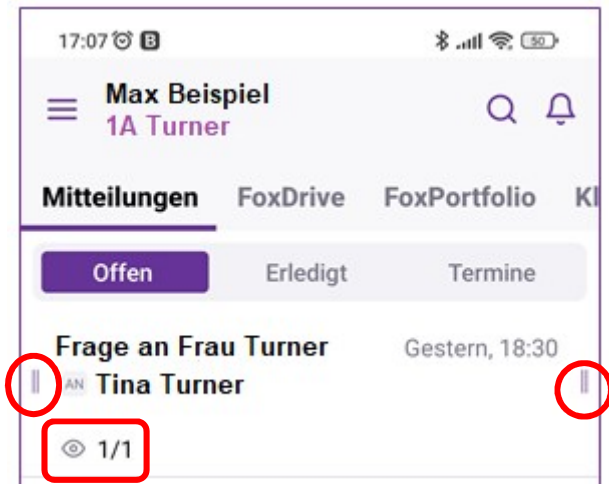 17:07 B 50
Max Beispiel
1A Turner
Mitteilungen FoxDrive FoxPortfolio Kl
Offen Erledigt Termine
Frage an Frau Turner Gestern, 18:30
AN Tina Turner
1/1